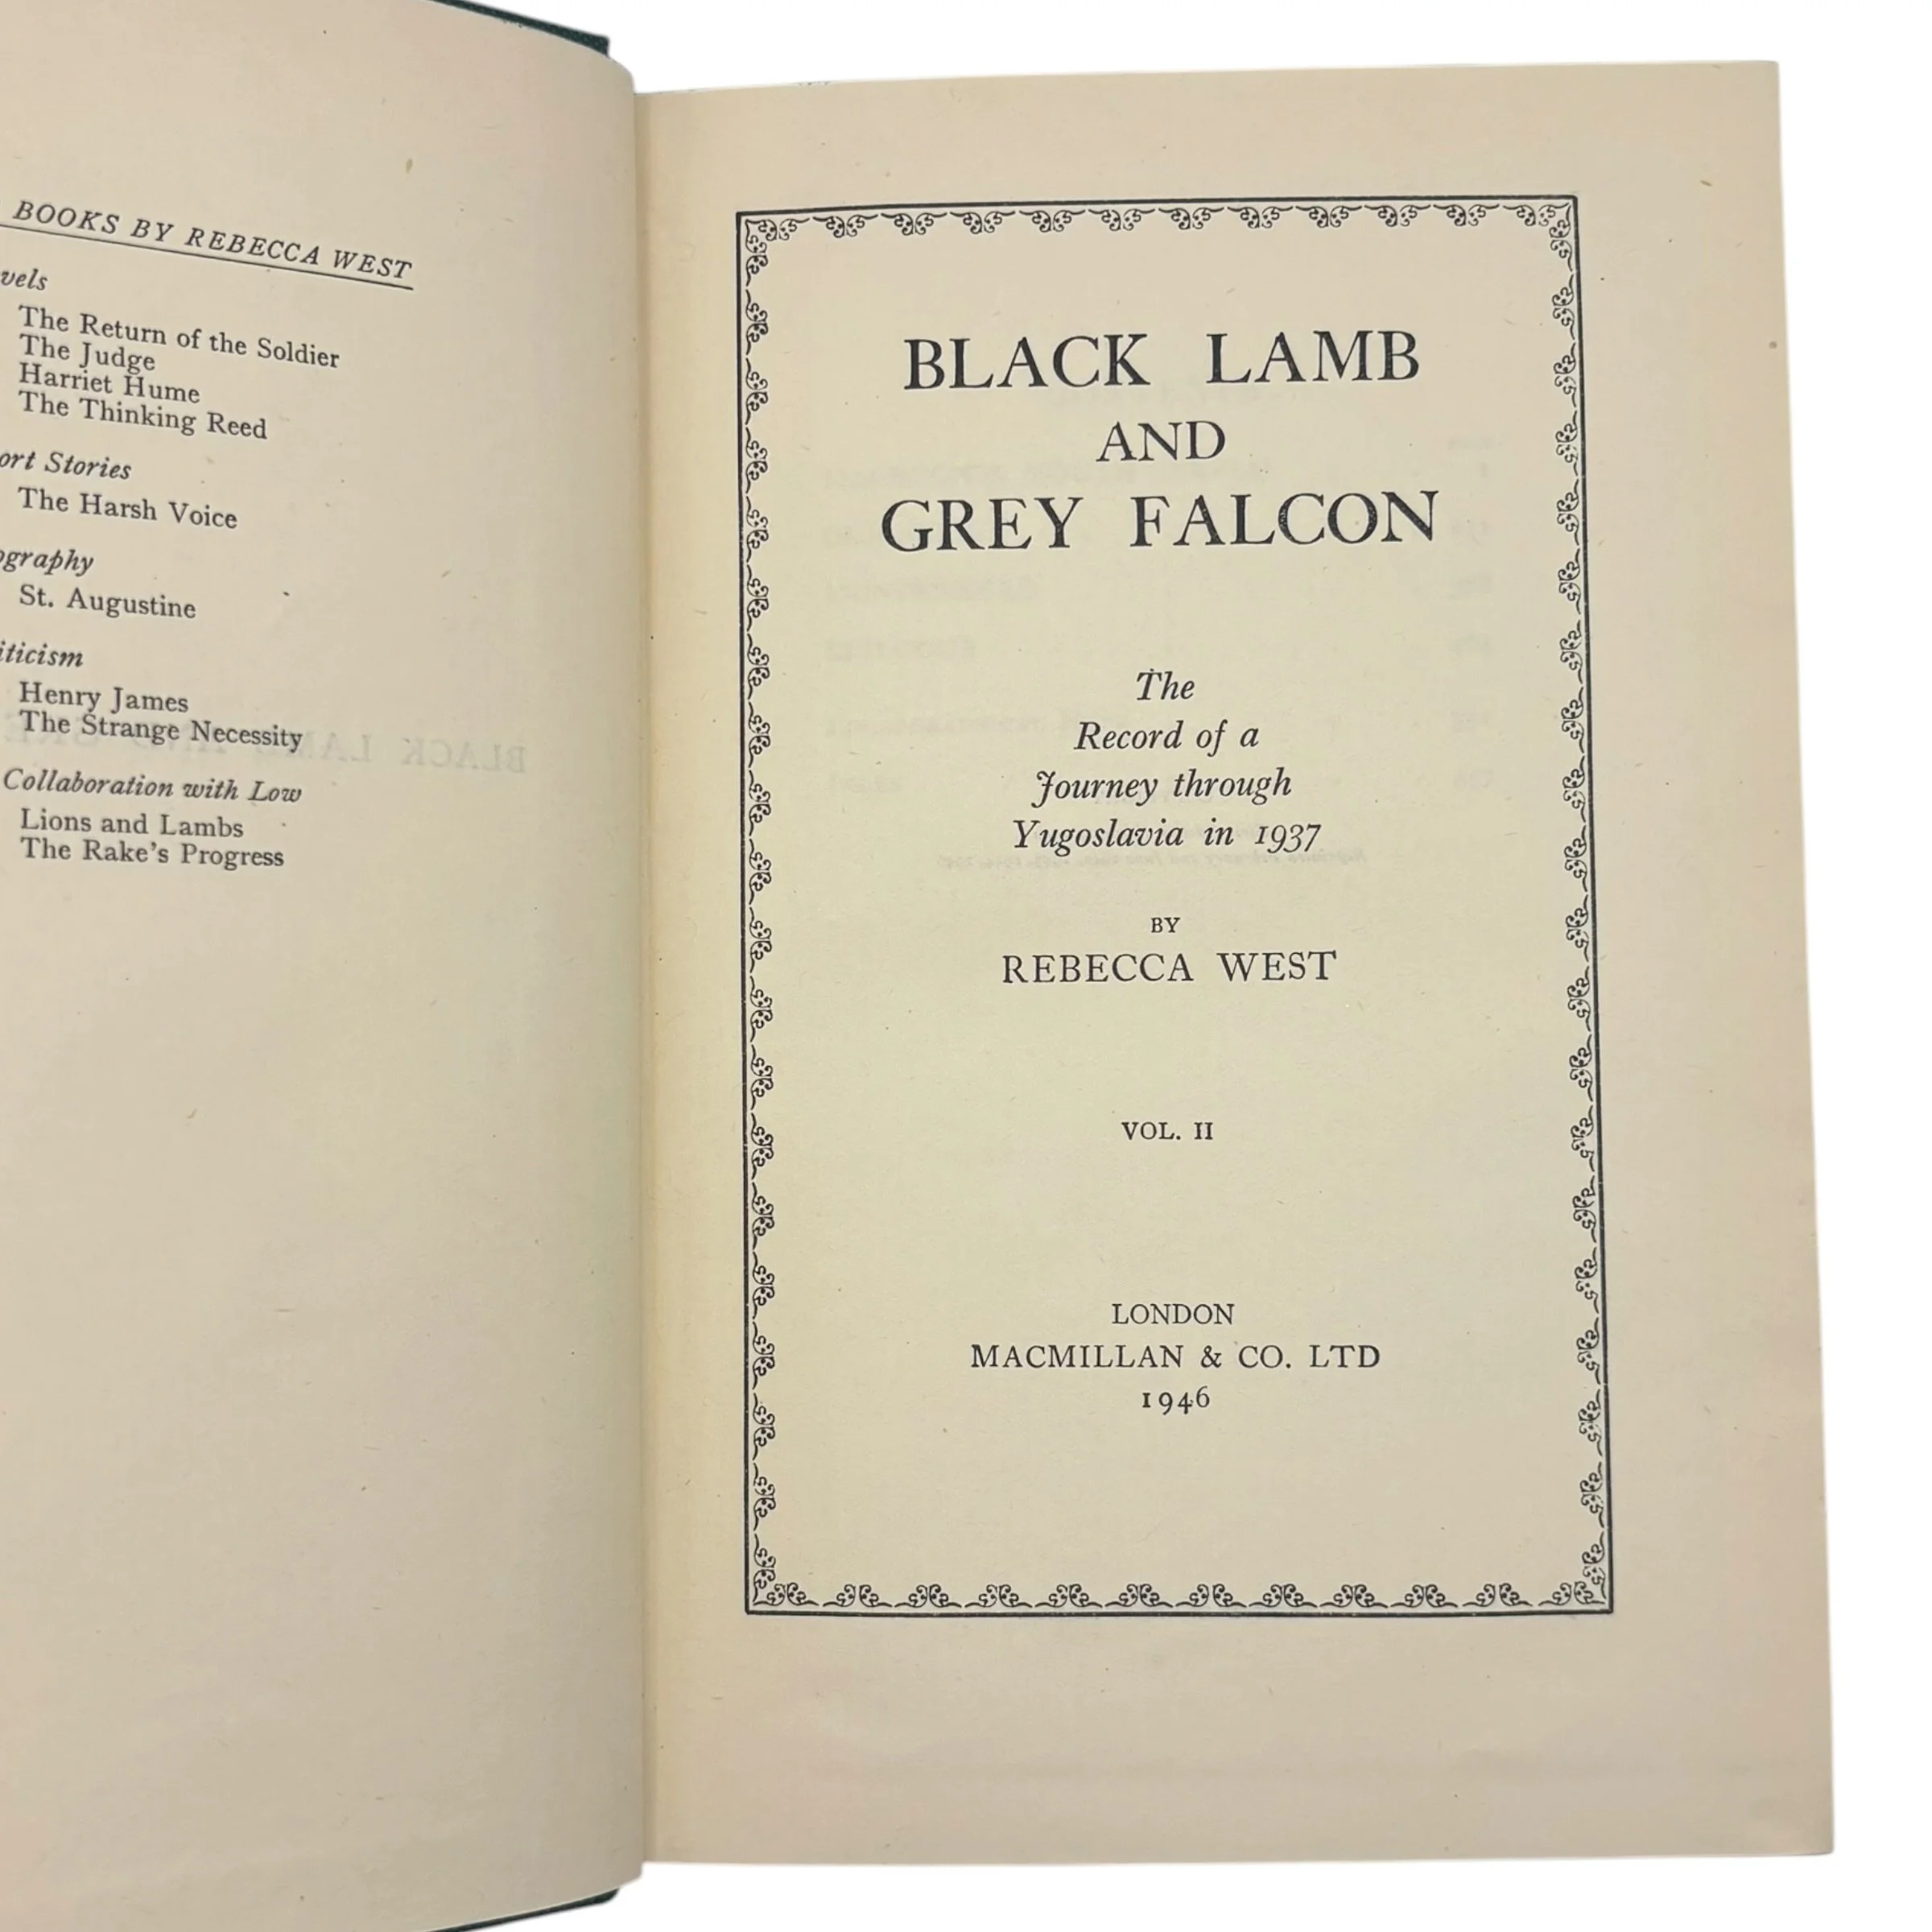 BOOKS BY REBECCA WEST
vels
The Return of the Soldier
The Judge
Harriet Hume
The Thinking Reed
ort Stories
The Harsh Voice
ography
St. Augustine
iticism
Henry James
The Strange Necessity
Collaboration with Low
Lions and Lambs
The Rake's Progress
BLACK LAMB
AND
GREY FALCON
The
Record of a
Journey through
Yugoslavia in 1937
BY
REBECCA WEST
VOL. II
LONDON
MACMILLAN & CO. LTD
1946